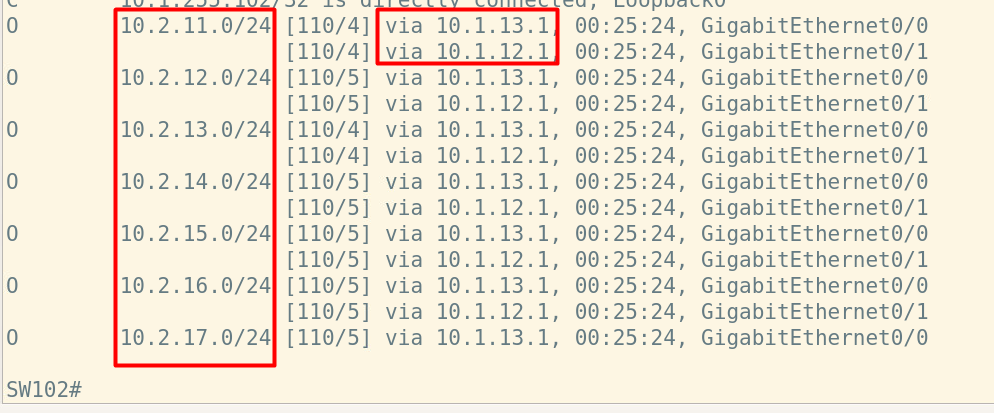 C 10.1.255.102/32 is directly connected, Loopback0
O 10.2.11.0/24 [110/4] via 10.1.13.1, 00:25:24, GigabitEthernet0/0
[110/4] via 10.1.12.1, 00:25:24, GigabitEthernet0/1
O 10.2.12.0/24 [110/5] via 10.1.13.1, 00:25:24, GigabitEthernet0/0
[110/5] via 10.1.12.1, 00:25:24, GigabitEthernet0/1
O 10.2.13.0/24 [110/4] via 10.1.13.1, 00:25:24, GigabitEthernet0/0
[110/4] via 10.1.12.1, 00:25:24, GigabitEthernet0/1
O 10.2.14.0/24 [110/5] via 10.1.13.1, 00:25:24, GigabitEthernet0/0
[110/5] via 10.1.12.1, 00:25:24, GigabitEthernet0/1
O 10.2.15.0/24 [110/5] via 10.1.13.1, 00:25:24, GigabitEthernet0/0
[110/5] via 10.1.12.1, 00:25:24, GigabitEthernet0/1
O 10.2.16.0/24 [110/5] via 10.1.13.1, 00:25:24, GigabitEthernet0/0
[110/5] via 10.1.12.1, 00:25:24, GigabitEthernet0/1
O 10.2.17.0/24 [110/5] via 10.1.13.1, 00:25:24, GigabitEthernet0/0
SW102#